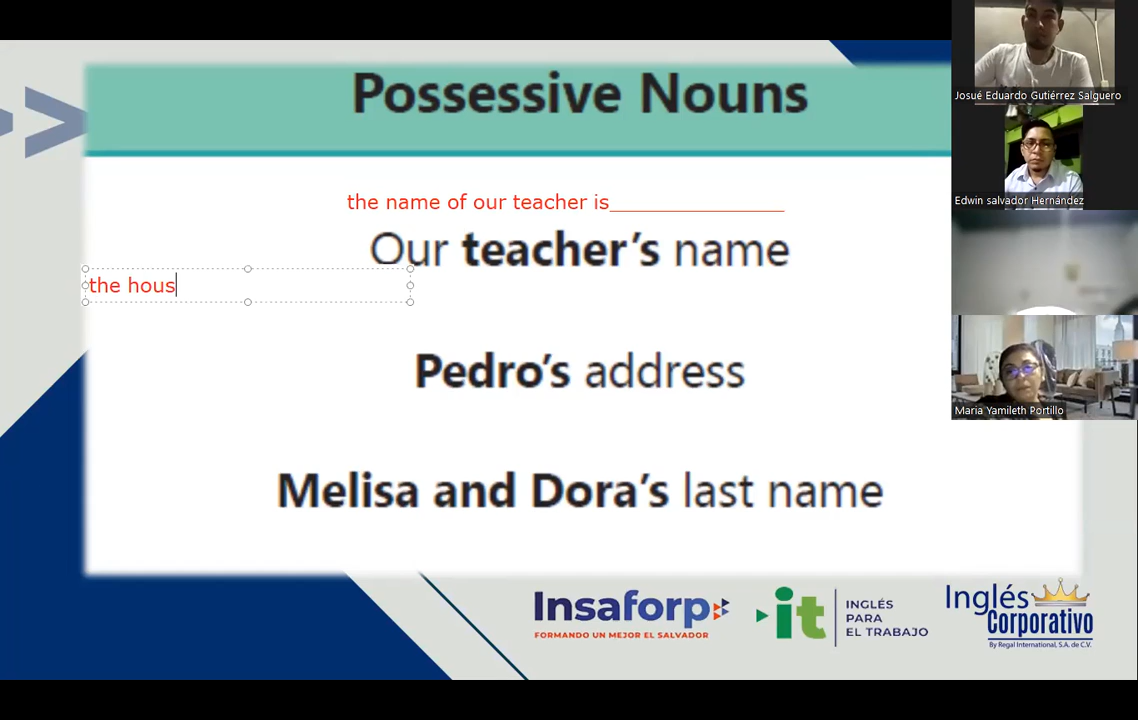 Possessive Nouns
the name of our teacher is________________
Our teacher's name
the hous
Pedro's address
Melisa and Dora's last name
Josué Eduardo Gutiérrez Salguero
Edwin salvador Hernández
Maria Yamileth Portillo
Insaforp
FORMANDO UN MEJOR EL SALVADOR
it
INGLÉS
PARA
EL TRABAJO
Inglés
Corporativo
By Regal International, S.A. de C.V.